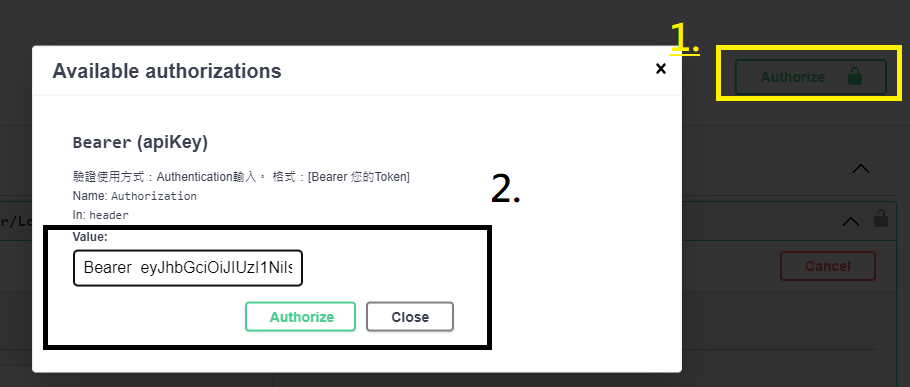 1.
Available authorizations
×
Authorize
Bearer (apiKey)
驗證使用方式：Authentication輸入。 格式：[Bearer 您的Token]
2.
Name: Authorization
In: header
Value:
Bearer eyJhbGciOiJIUzI1NiIs
Cancel
Authorize
Close